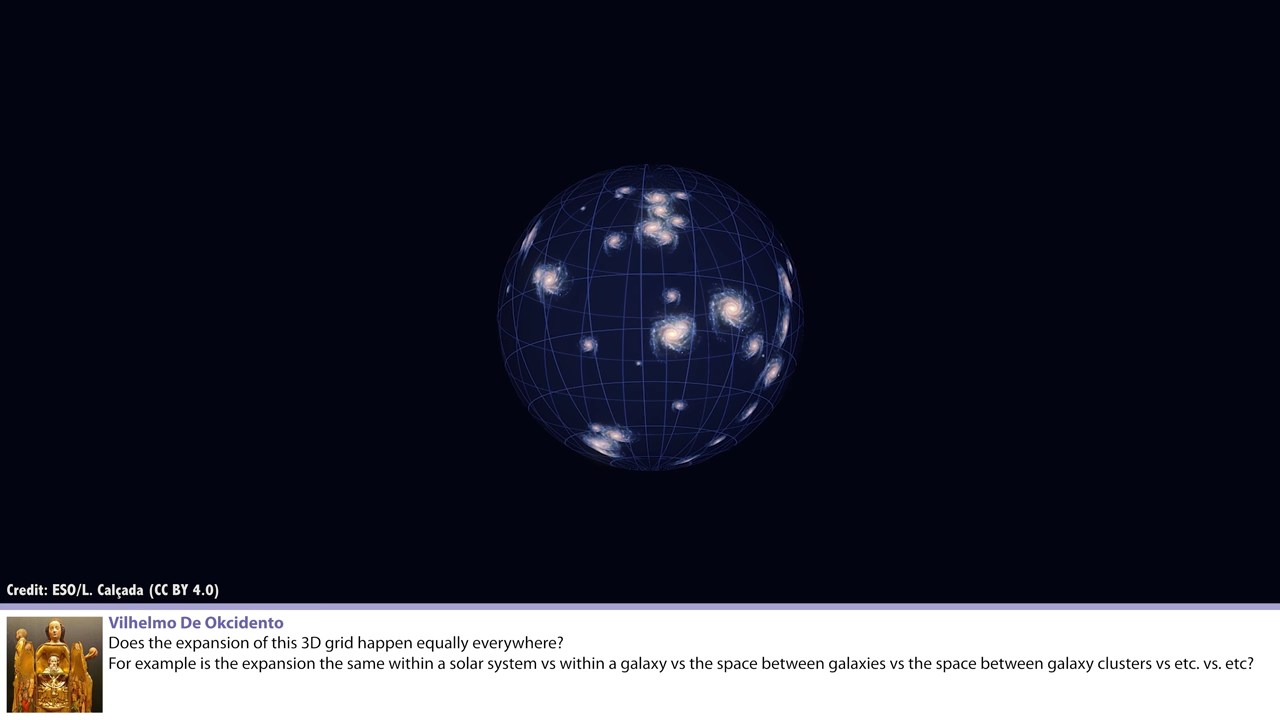 Credit: ESO/L. Calçada (CC BY 4.0)
Vilhelmo De Okcidento
Does the expansion of this 3D grid happen equally everywhere?
For example is the expansion the same within a solar system vs within a galaxy vs the space between galaxies vs the space between galaxy clusters vs etc. vs. etc?